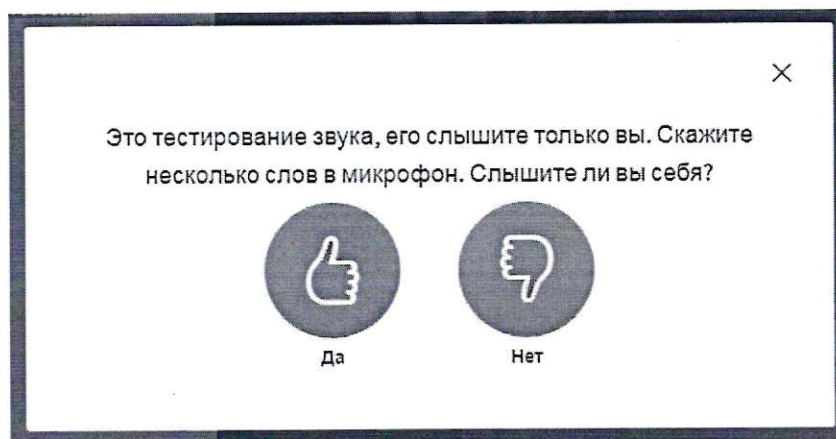 Это тестирование звука, его слышите только вы. Скажите
несколько слов в микрофон. Слышите ли вы себя?
Да
Нет